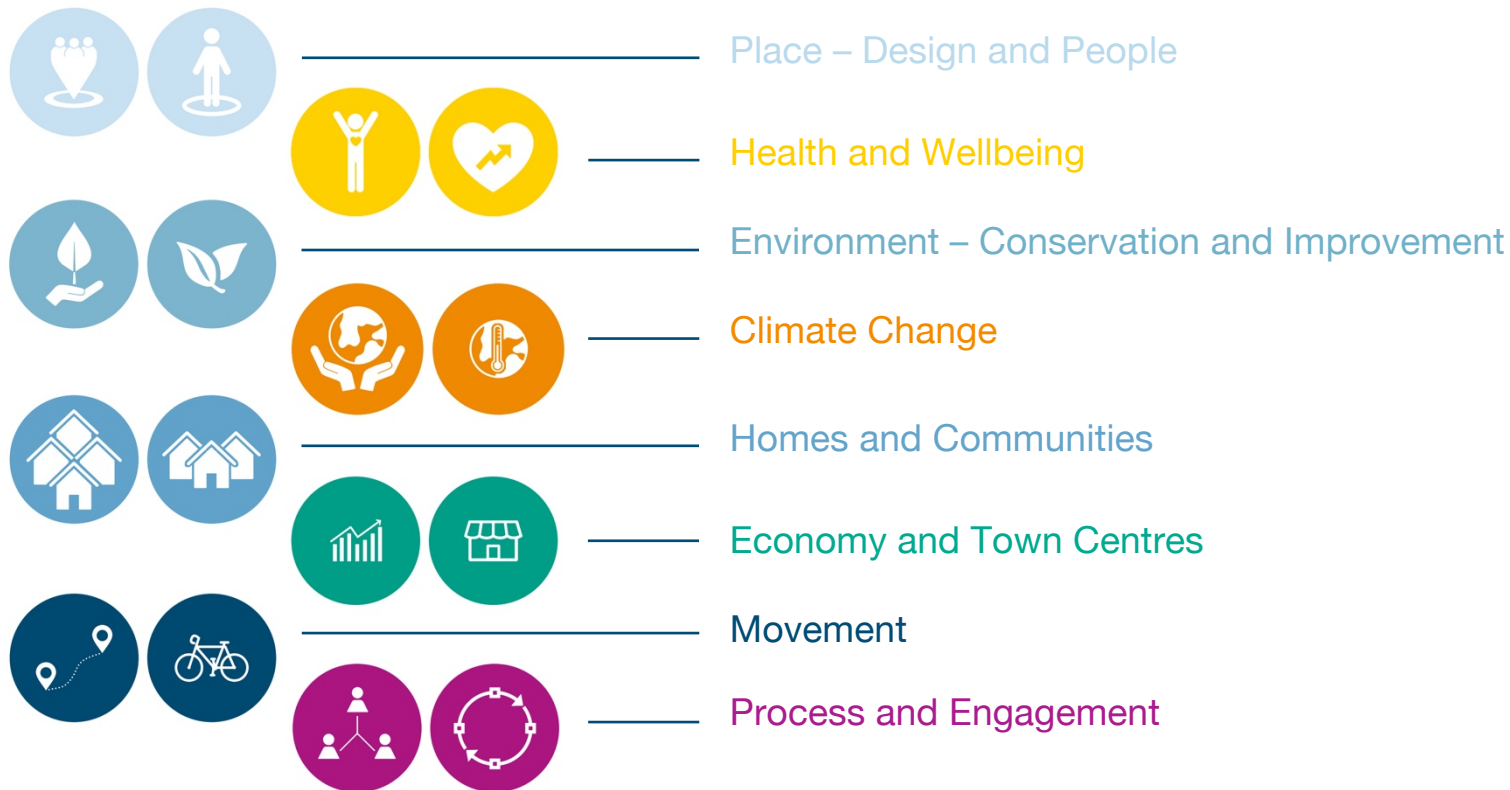 Place – Design and People
Health and Wellbeing
Environment – Conservation and Improvement
Climate Change
Homes and Communities
Economy and Town Centres
Movement
Process and Engagement